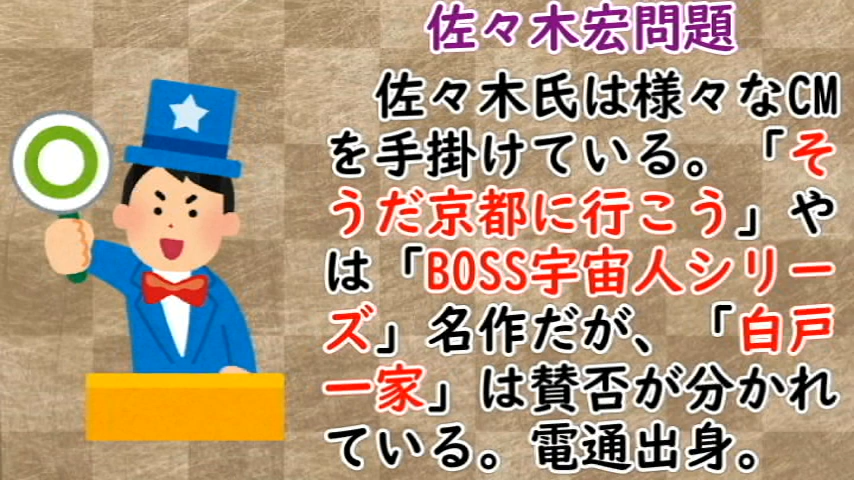 佐々木宏問題
佐々木氏は様々なCM
を手掛けている。「そ
うだ京都に行こう」や
は「BOSS宇宙人シリー
ズ」名作だが、「白戸
一家」は賛否が分かれ
ている。電通出身。